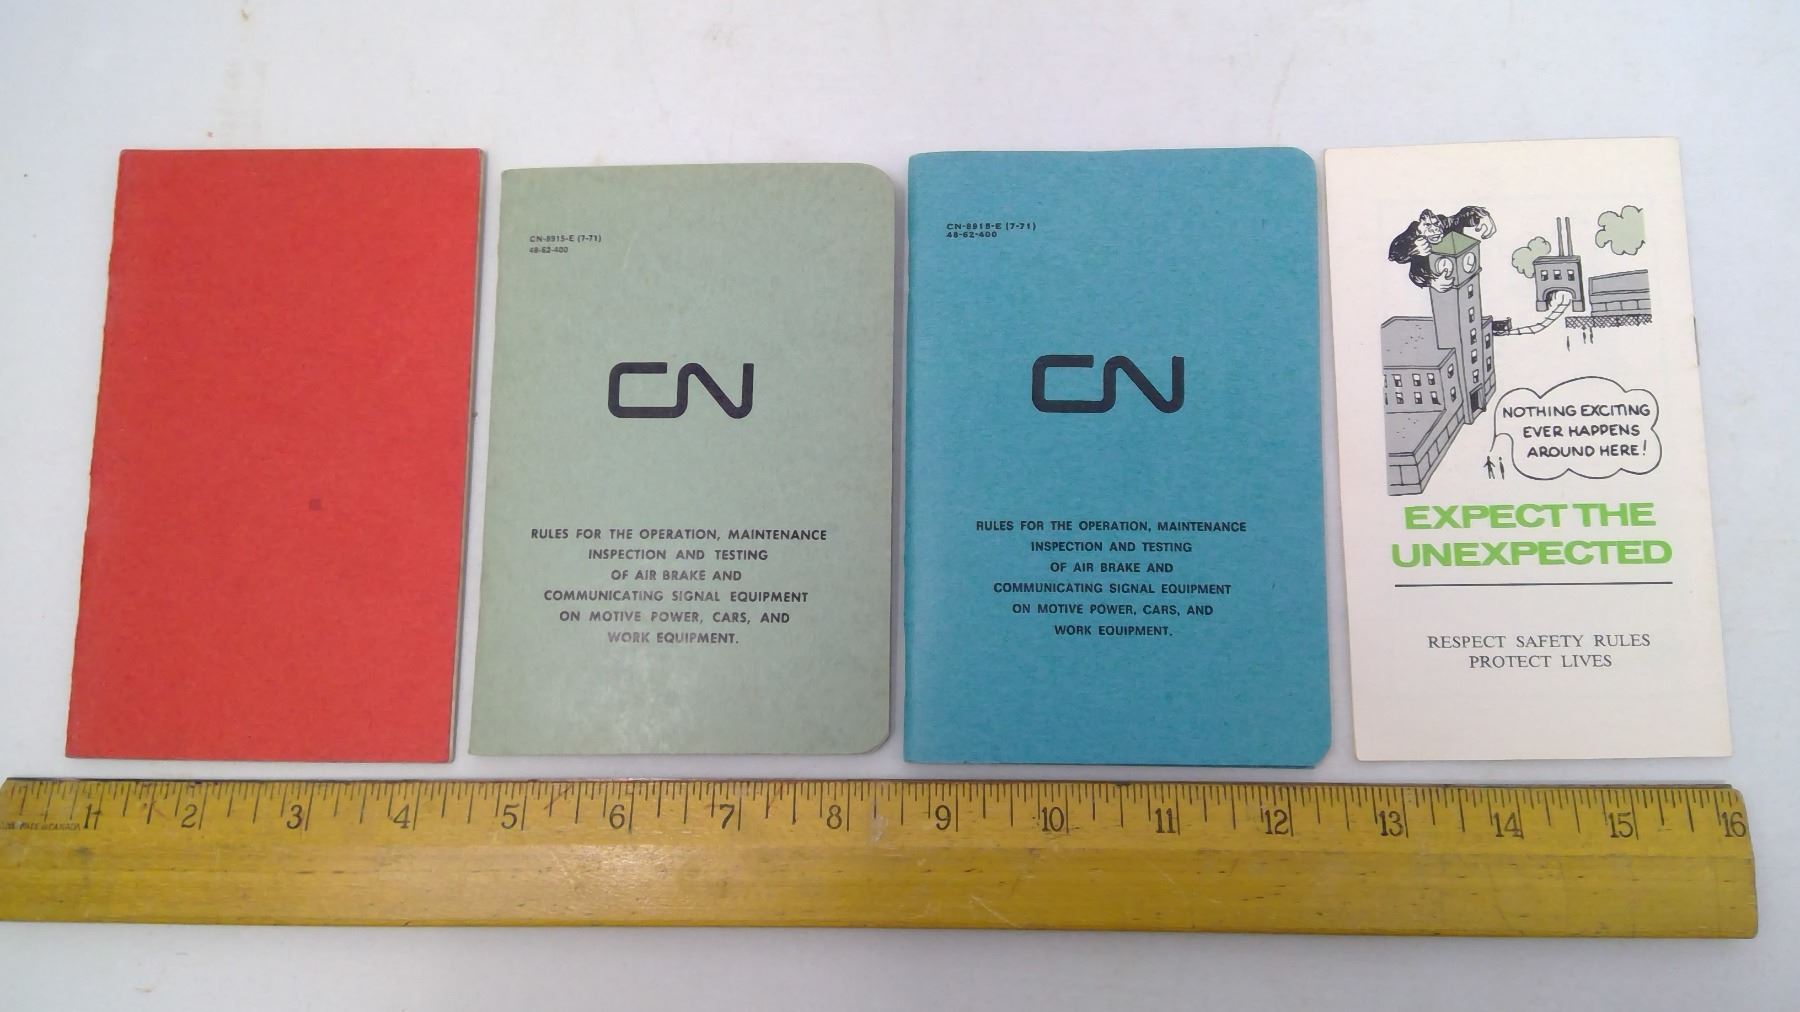 CN-8915-E (7-71)
48-62-400
CN
RULES FOR THE OPERATION, MAINTENANCE
INSPECTION AND TESTING
OF AIR BRAKE AND
COMMUNICATING SIGNAL EQUIPMENT
ON MOTIVE POWER, CARS, AND
WORK EQUIPMENT.
CN-8915-E (7-71)
48-62-400
CN
RULES FOR THE OPERATION, MAINTENANCE
INSPECTION AND TESTING
OF AIR BRAKE AND
COMMUNICATING SIGNAL EQUIPMENT
ON MOTIVE POWER, CARS, AND
WORK EQUIPMENT.
NOTHING EXCITING
EVER HAPPENS
AROUND HERE!
EXPECT THE
UNEXPECTED
RESPECT SAFETY RULES
PROTECT LIVES
1 2 3 4 5 6 7 8 9 10 11 12 13 14 15 16
MADE IN CANADA